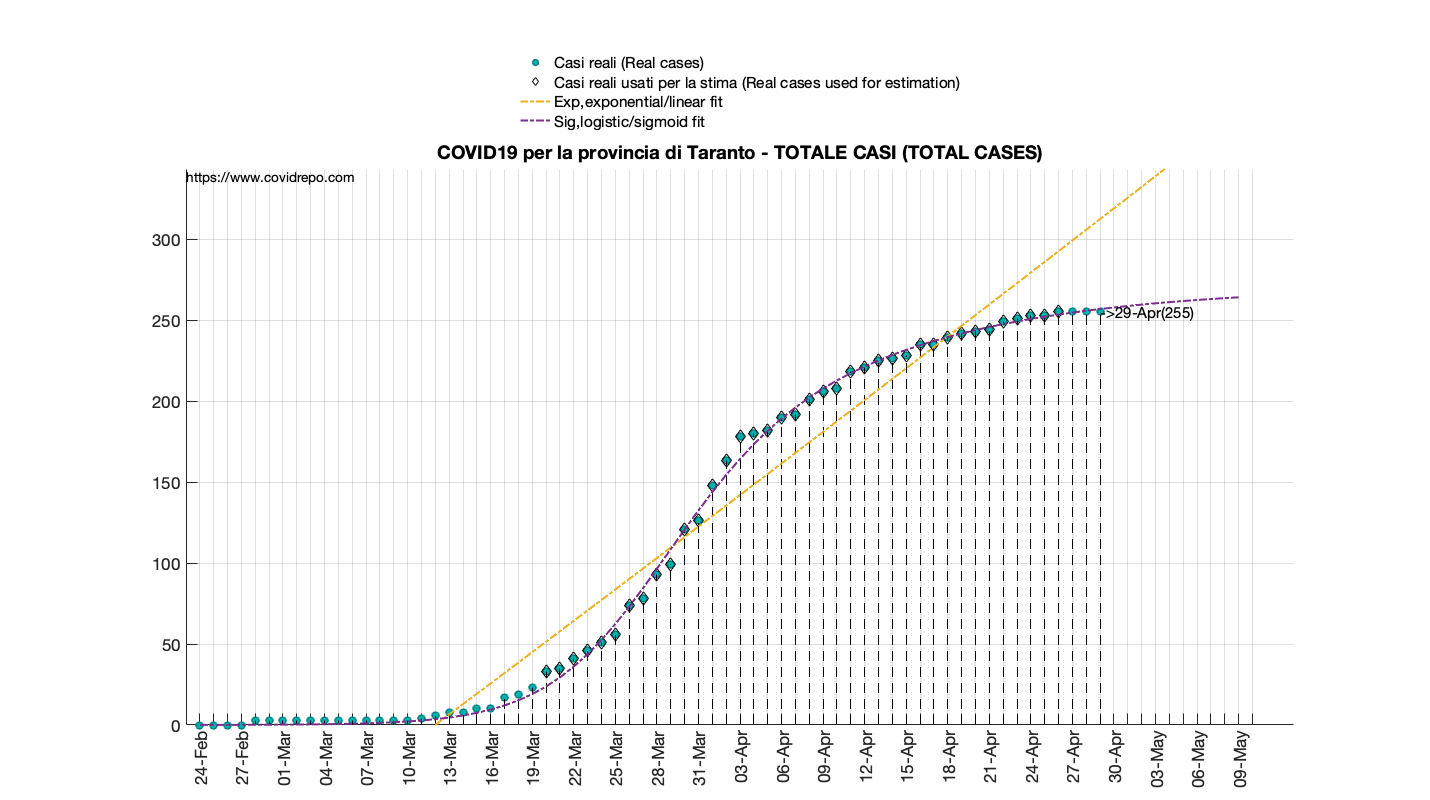 Casi reali (Real cases)
Casi reali usati per la stima (Real cases used for estimation)
Exp,exponential/linear fit
Sig,logistic/sigmoid fit
COVID19 per la provincia di Taranto - TOTALE CASI (TOTAL CASES)
https://www.covidrepo.com
300
250
200
150
100
50
0
>29-Apr(255)
24-Feb
27-Feb
01-Mar
04-Mar
07-Mar
10-Mar
13-Mar
16-Mar
19-Mar
22-Mar
25-Mar
28-Mar
31-Mar
03-Apr
06-Apr
09-Apr
12-Apr
15-Apr
18-Apr
21-Apr
24-Apr
27-Apr
30-Apr
03-May
06-May
09-May